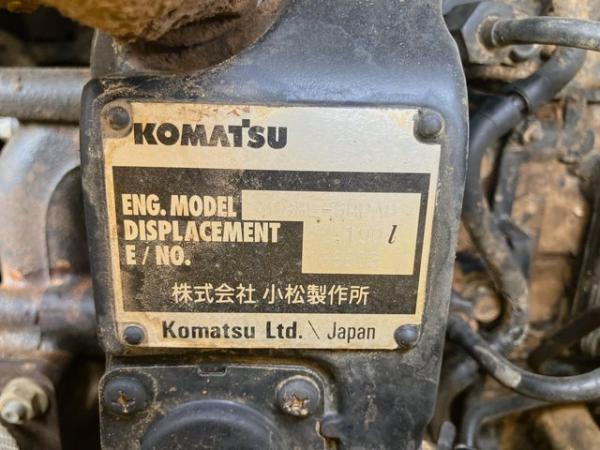 KOMATSU
ENG. MODEL
DISPLACEMENT l
E / NO.
株式会社 小松製作所
Komatsu Ltd. \ Japan